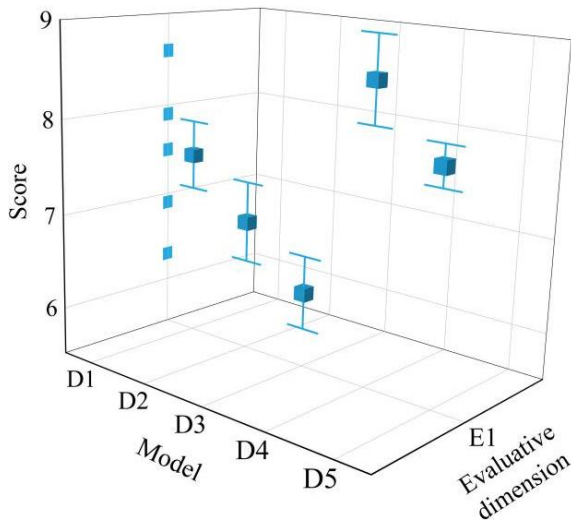 9
8
7
6
Score
D1
D2
D3
D4
D5
Model
E1
Evaluative
dimension